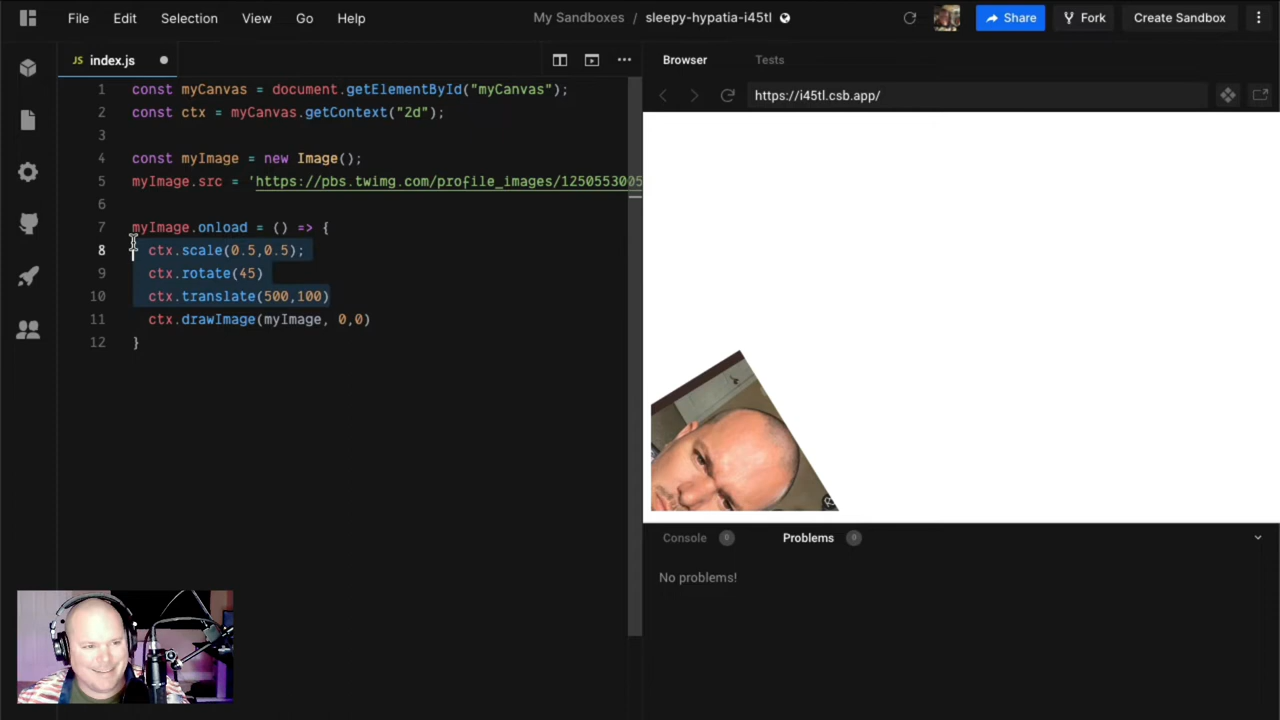 File Edit Selection View Go Help
My Sandboxes / sleepy-hypatia-i45tl
Share
Fork
Create Sandbox
JS index.js
1 const myCanvas = document.getElementById("myCanvas");
2 const ctx = myCanvas.getContext("2d");
3
4 const myImage = new Image();
5 myImage.src = 'https://pbs.twimg.com/profile_images/1250553005
6
7 myImage.onload = () => {
8 ctx.scale(0.5,0.5);
9 ctx.rotate(45)
10 ctx.translate(500,100)
11 ctx.drawImage(myImage, 0,0)
12 }
Browser Tests
https://i45tl.csb.app/
Console 0 Problems 0
No problems!